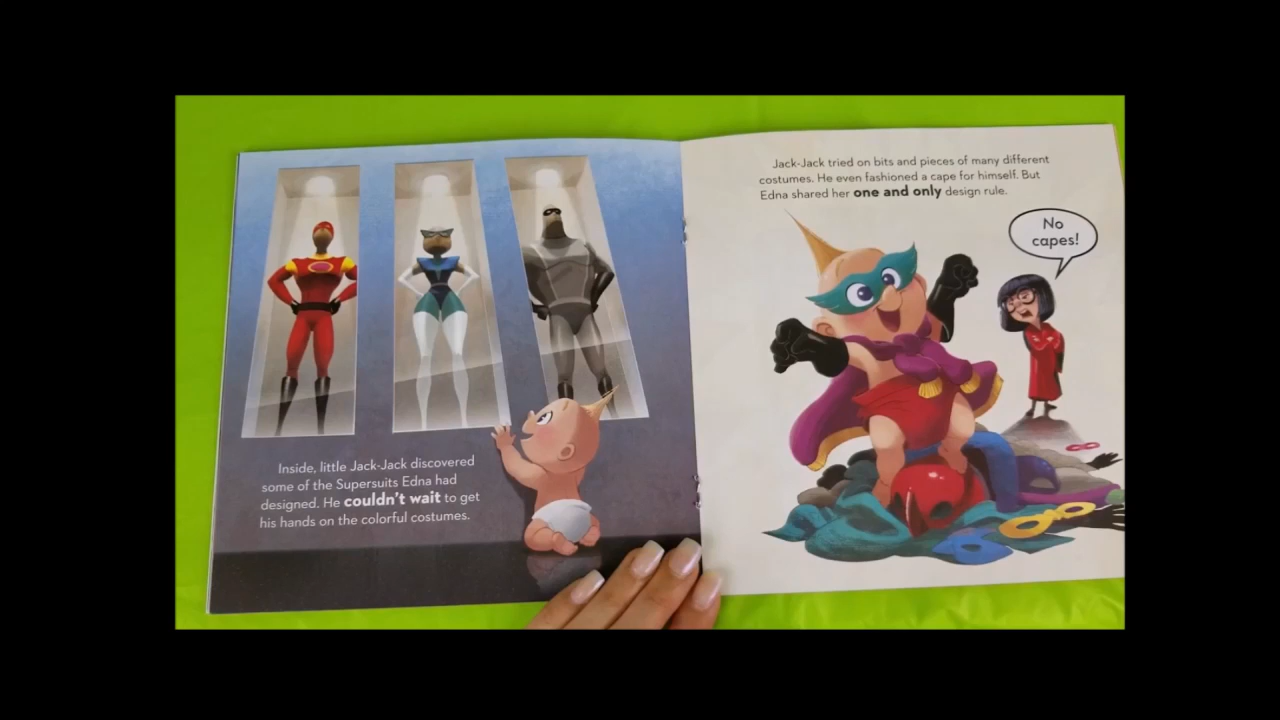 Inside, little Jack-Jack discovered
some of the Supersuits Edna had
designed. He couldn't wait to get
his hands on the colorful costumes.
Jack-Jack tried on bits and pieces of many different
costumes. He even fashioned a cape for himself. But
Edna shared her one and only design rule.
No
capes!